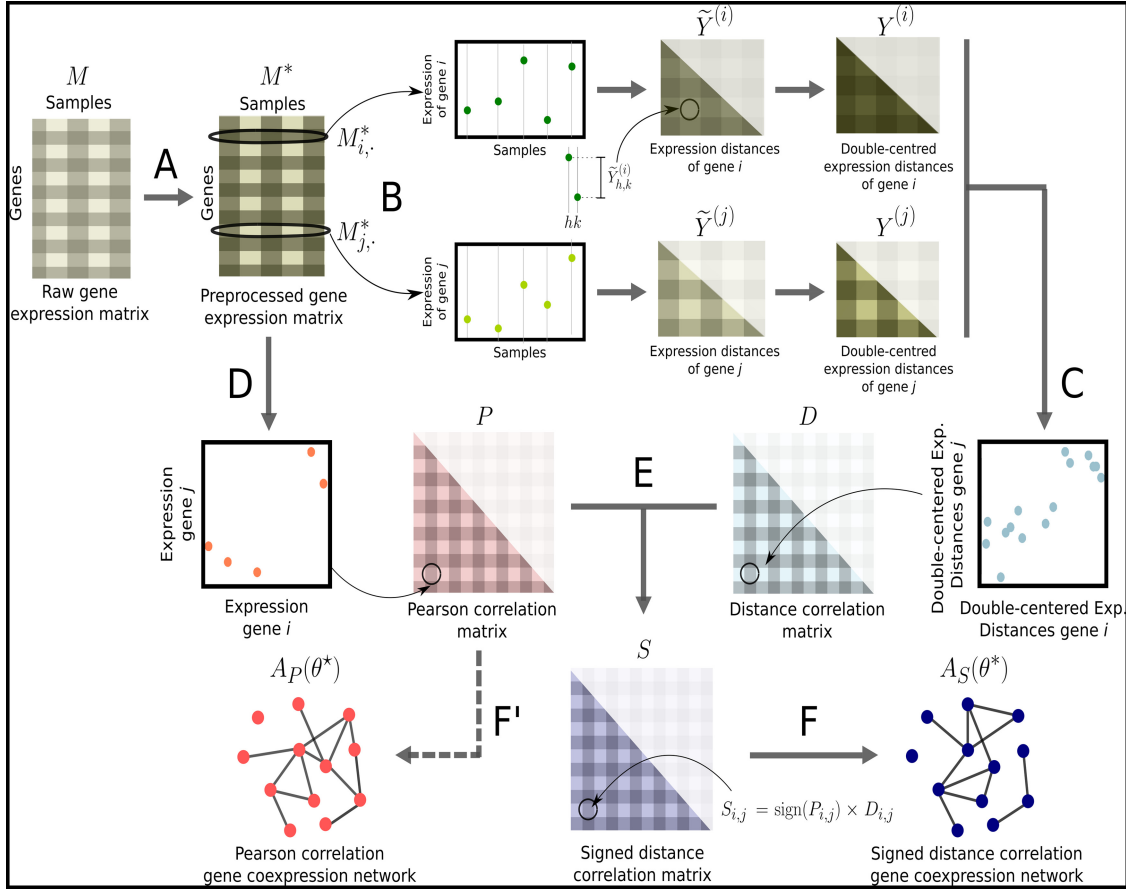 M
Samples
Genes
Raw gene
expression matrix
A
M*
Samples
Genes
Preprocessed gene
expression matrix
M*i,·
M*j,·
B
Expression
of gene i
Samples
Ỹ(i)h,k
hk
Expression
of gene j
Samples
Ỹ(i)
Expression distances
of gene i
Y(i)
Double-centred
expression distances
of gene i
Ỹ(j)
Expression distances
of gene j
Y(j)
Double-centred
expression distances
of gene j
C
D
Expression
gene j
Expression
gene i
P
Pearson correlation
matrix
E
D
Distance correlation
matrix
Double-centered Exp.
Distances gene j
Double-centered Exp.
Distances gene i
AP(θ⋆)
Pearson correlation
gene coexpression network
F'
S
Signed distance
correlation matrix
F
Si,j = sign(Pi,j) × Di,j
AS(θ*)
Signed distance correlation
gene coexpression network